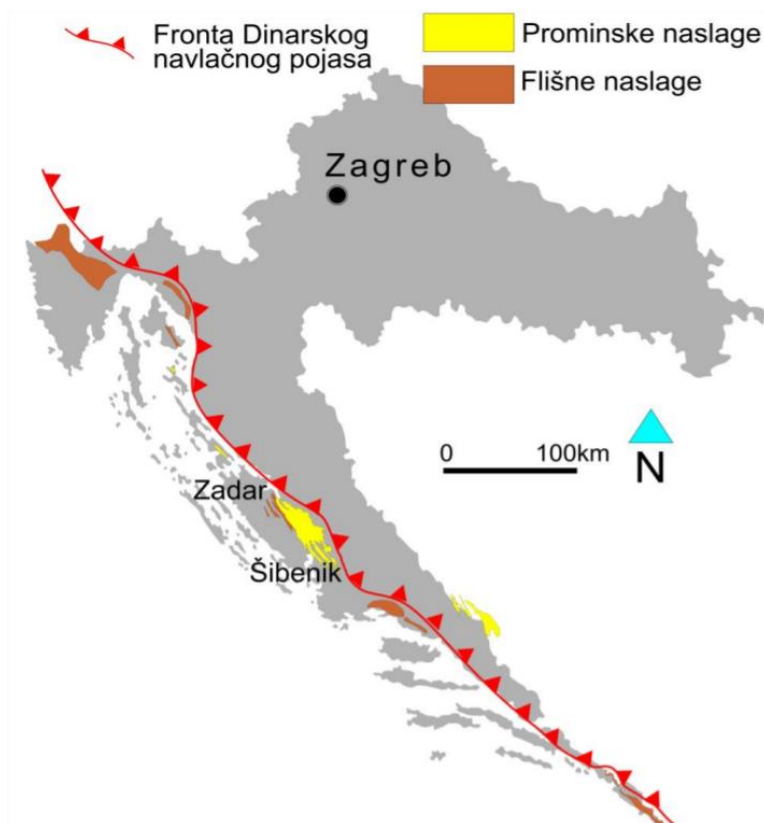 Fronta Dinarskog
navlačnog pojasa
Prominske naslage
Flišne naslage
Zagreb
0 100km
N
Zadar
Šibenik